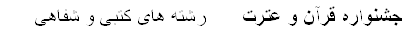 جشنواره قرآن و عترت رشته های کتبی و شفاهی